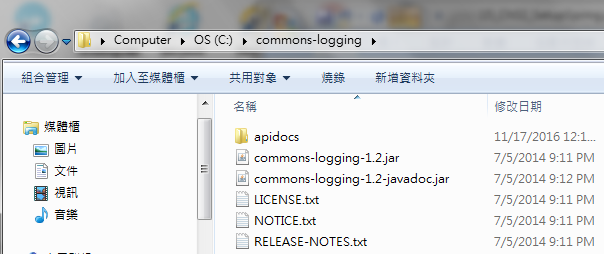 Computer ▸ OS (C:) ▸ commons-logging ▸
組合管理 ▾ 加入至媒體櫃 ▾ 共用對象 ▾ 燒錄 新增資料夾
名稱 修改日期
媒體櫃
圖片
文件
視訊
音樂
apidocs 11/17/2016 12:1...
commons-logging-1.2.jar 7/5/2014 9:11 PM
commons-logging-1.2-javadoc.jar 7/5/2014 9:12 PM
LICENSE.txt 7/5/2014 9:11 PM
NOTICE.txt 7/5/2014 9:11 PM
RELEASE-NOTES.txt 7/5/2014 9:11 PM